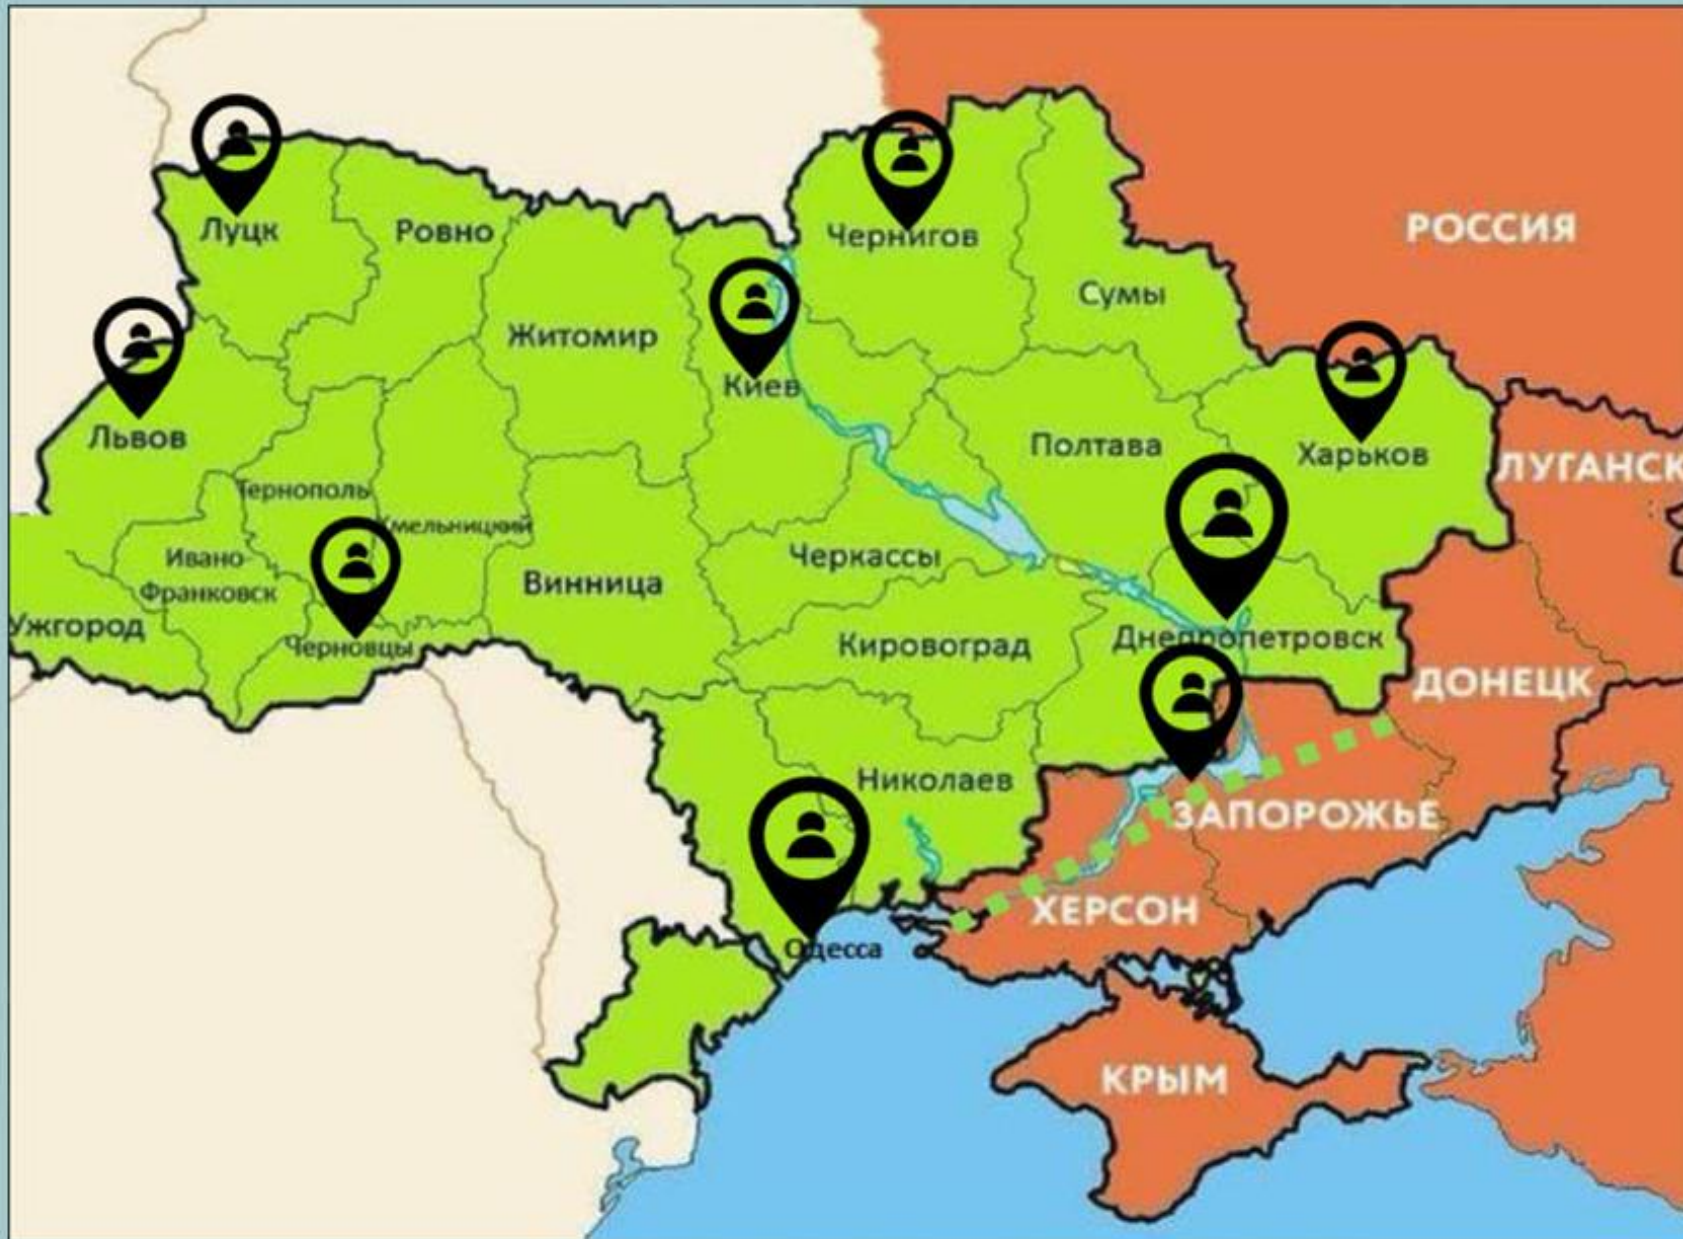 РОССИЯ
Луцк
Ровно
Чернигов
Сумы
Житомир
Киев
Львов
Полтава
Харьков
ЛУГАНСК
Тернополь
Хмельницкий
Ивано-
Франковск
Винница
Черкассы
Ужгород
Черновцы
Кировоград
Днепропетровск
ДОНЕЦК
Николаев
ЗАПОРОЖЬЕ
ХЕРСОН
Одесса
КРЫМ